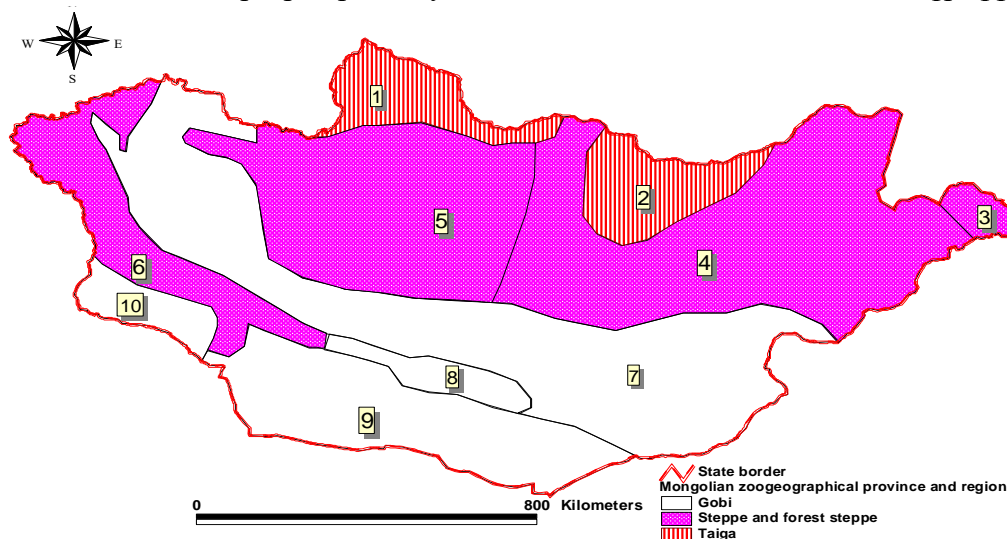 N
W E
S
1
2
3
5
4
6
10
7
8
9
State border
Mongolian zoogeographical province and region
Gobi
Steppe and forest steppe
Taiga
0 800 Kilometers